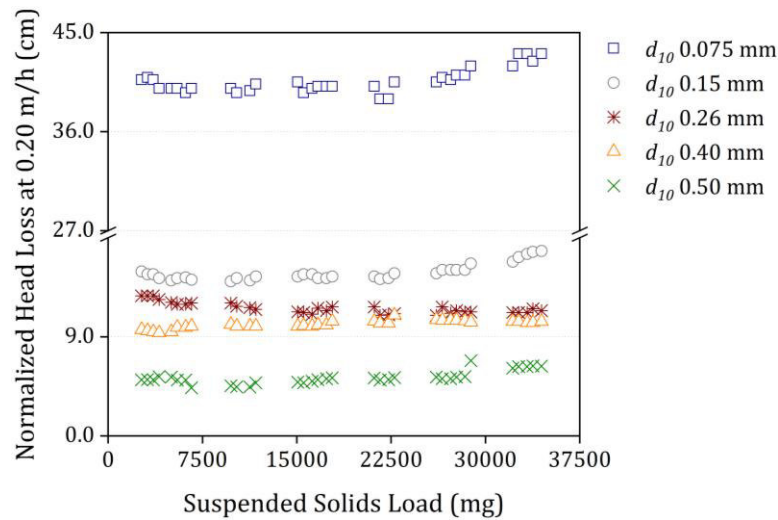 Normalized Head Loss at 0.20 m/h (cm)
45.0
36.0
27.0
9.0
0.0
0
7500
15000
22500
30000
37500
Suspended Solids Load (mg)
d10 0.075 mm
d10 0.15 mm
d10 0.26 mm
d10 0.40 mm
d10 0.50 mm